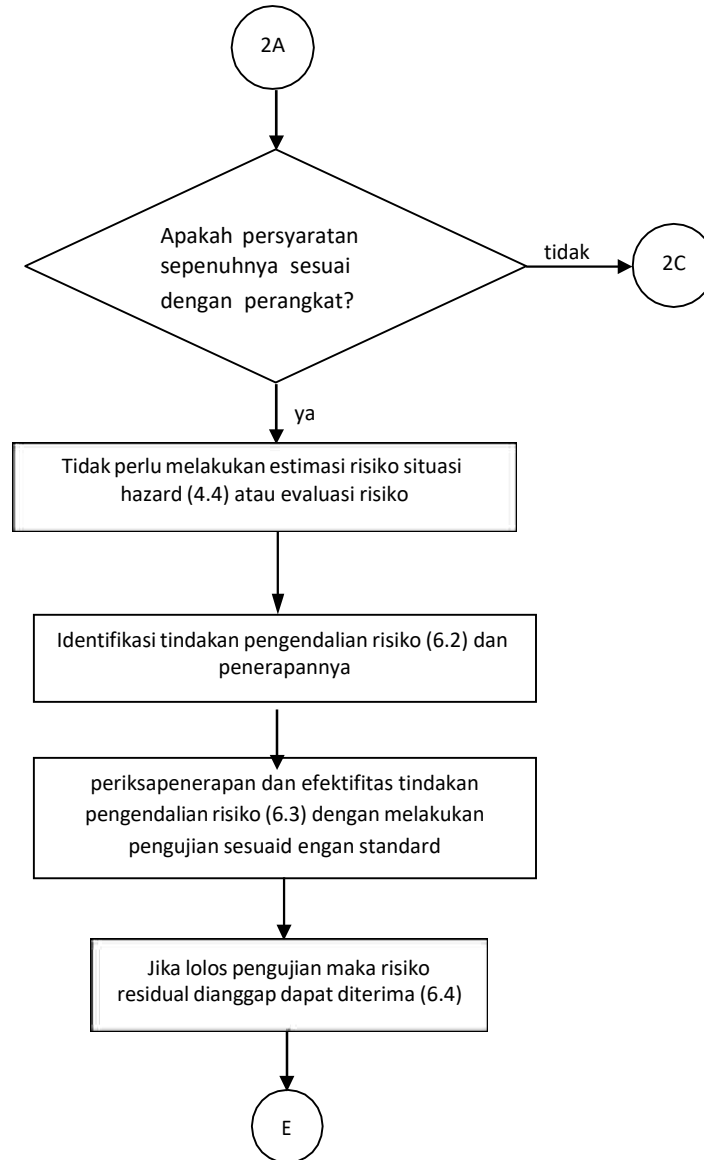 2A
Apakah persyaratan
sepenuhnya sesuai
dengan perangkat?
tidak
2C
ya
Tidak perlu melakukan estimasi risiko situasi
hazard (4.4) atau evaluasi risiko
Identifikasi tindakan pengendalian risiko (6.2) dan
penerapannya
periksapenerapan dan efektifitas tindakan
pengendalian risiko (6.3) dengan melakukan
pengujian sesuaid engan standard
Jika lolos pengujian maka risiko
residual dianggap dapat diterima (6.4)
E